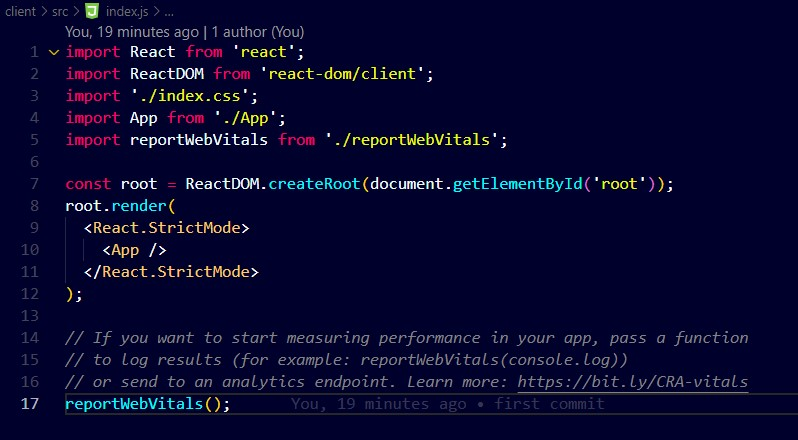 client > src > JS index.js > ...
You, 19 minutes ago | 1 author (You)
1 import React from 'react';
2 import ReactDOM from 'react-dom/client';
3 import './index.css';
4 import App from './App';
5 import reportWebVitals from './reportWebVitals';
6
7 const root = ReactDOM.createRoot(document.getElementById('root'));
8 root.render(
9   <React.StrictMode>
10     <App />
11   </React.StrictMode>
12 );
13
14 // If you want to start measuring performance in your app, pass a function
15 // to log results (for example: reportWebVitals(console.log))
16 // or send to an analytics endpoint. Learn more: https://bit.ly/CRA-vitals
17 reportWebVitals();      You, 19 minutes ago • first commit